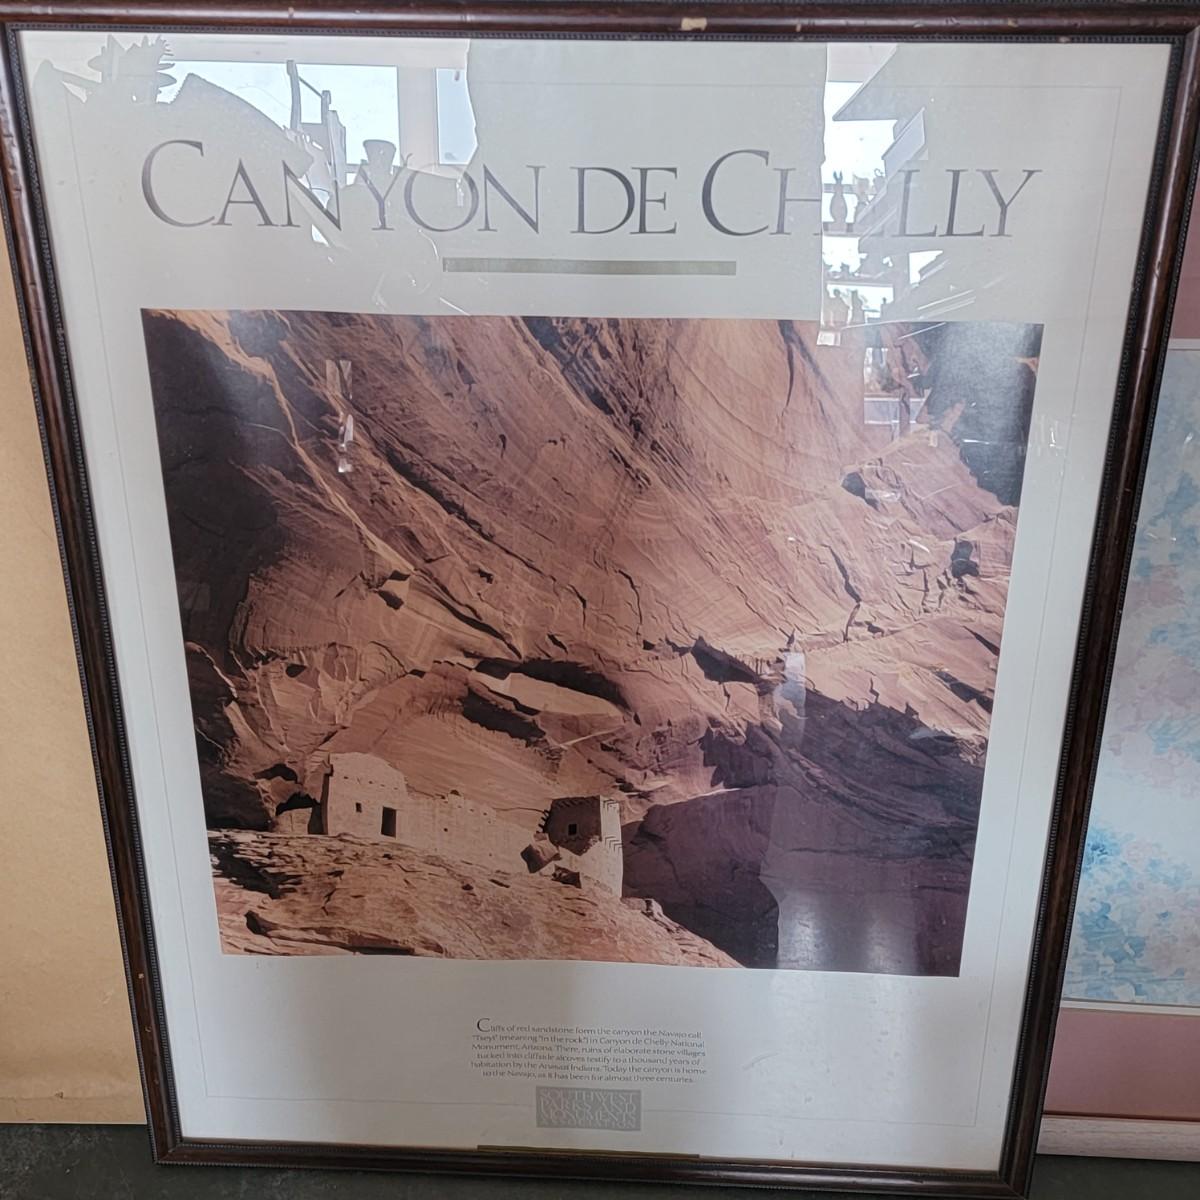 CANYON DE CHELLY
Cliffs of red sandstone form the canyon the Navajo call
"Tseyi" (meaning "in the rock") in Canyon de Chelly National
Monument, Arizona. There, ruins of elaborate stone villages
tucked into cliffside alcoves testify to a thousand years of
habitation by the Anasazi Indians. Today the canyon is home
to the Navajo, as it has been for almost three centuries.
SOUTHWEST
PARKS AND
MONUMENTS
ASSOCIATION